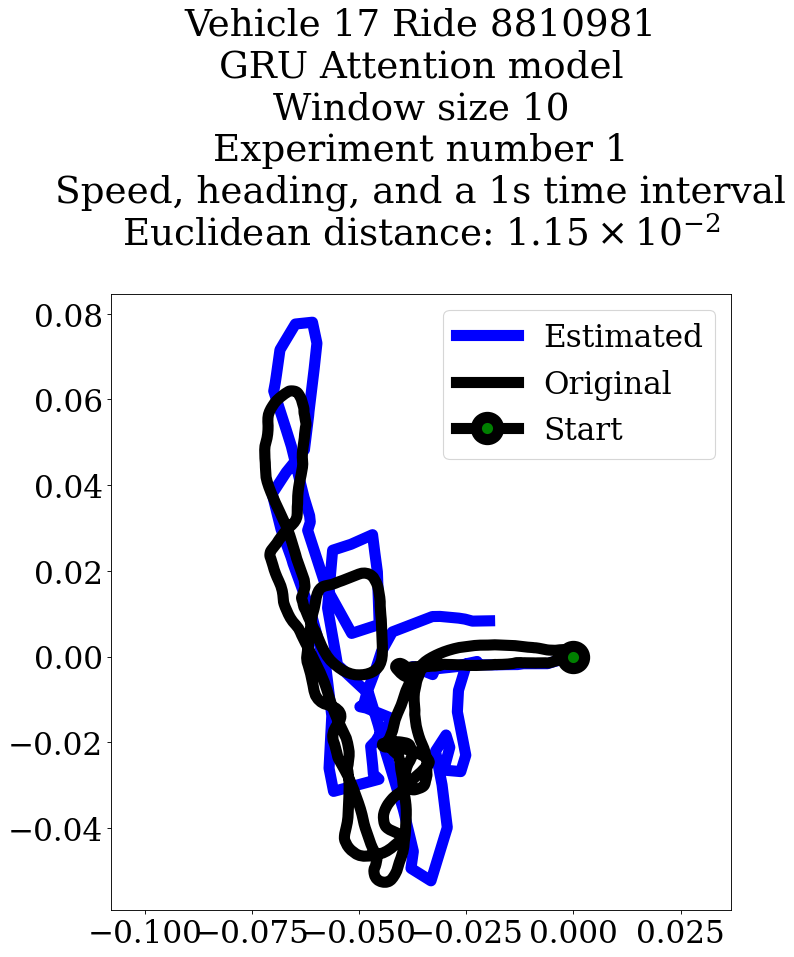 Vehicle 17 Ride 8810981
GRU Attention model
Window size 10
Experiment number 1
Speed, heading, and a 1s time interval
Euclidean distance: 1.15 × 10⁻²
Estimated
Original
Start
0.08
0.06
0.04
0.02
0.00
−0.02
−0.04
−0.100 −0.075 −0.050 −0.025 0.000 0.025